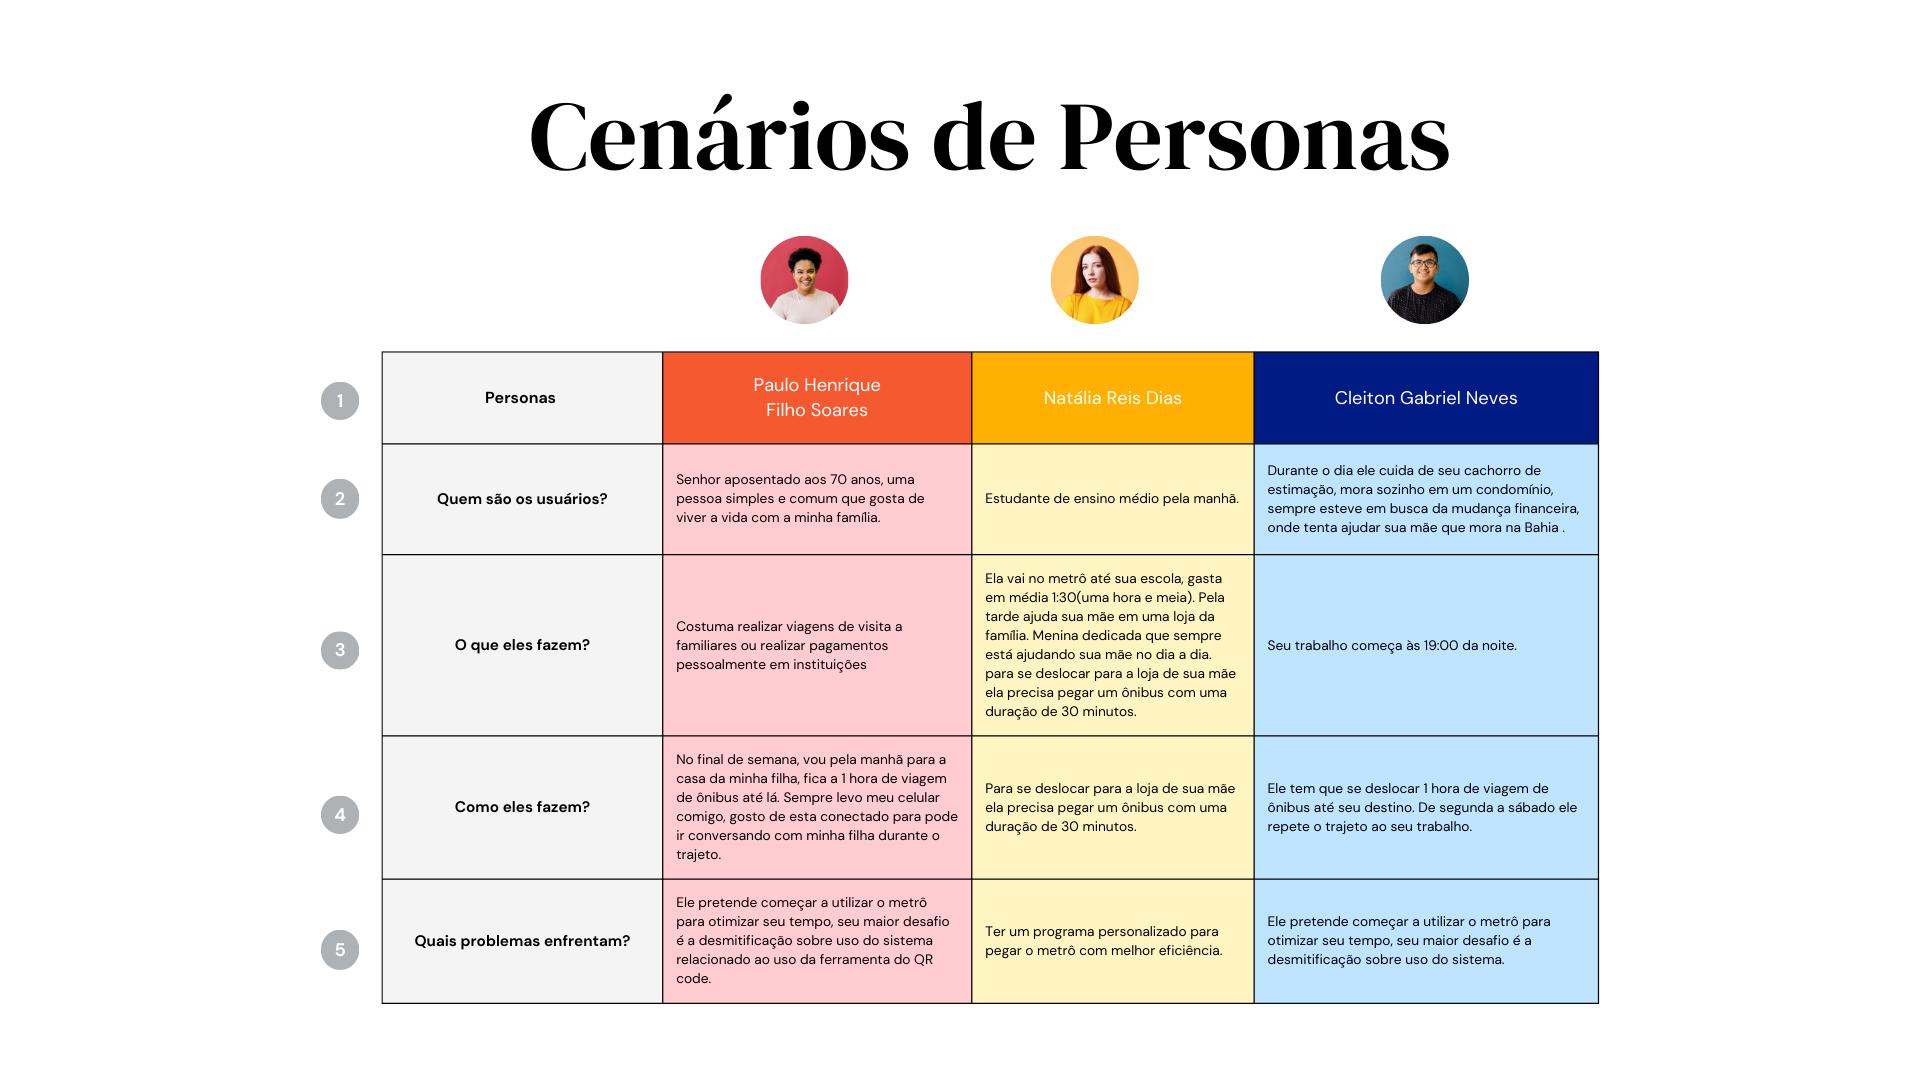 Cenários de Personas
1
Personas
Paulo Henrique
Filho Soares
Natália Reis Dias
Cleiton Gabriel Neves
2
Quem são os usuários?
Senhor aposentado aos 70 anos, uma
pessoa simples e comum que gosta de
viver a vida com a minha família.
Estudante de ensino médio pela manhã.
Durante o dia ele cuida de seu cachorro de
estimação, mora sozinho em um condomínio,
sempre esteve em busca da mudança financeira,
onde tenta ajudar sua mãe que mora na Bahia .
3
O que eles fazem?
Costuma realizar viagens de visita a
familiares ou realizar pagamentos
pessoalmente em instituições
Ela vai no metrô até sua escola, gasta
em média 1:30(uma hora e meia). Pela
tarde ajuda sua mãe em uma loja da
família. Menina dedicada que sempre
está ajudando sua mãe no dia a dia.
para se deslocar para a loja de sua mãe
ela precisa pegar um ônibus com uma
duração de 30 minutos.
Seu trabalho começa às 19:00 da noite.
4
Como eles fazem?
No final de semana, vou pela manhã para a
casa da minha filha, fica a 1 hora de viagem
de ônibus até lá. Sempre levo meu celular
comigo, gosto de esta conectado para pode
ir conversando com minha filha durante o
trajeto.
Para se deslocar para a loja de sua mãe
ela precisa pegar um ônibus com uma
duração de 30 minutos.
Ele tem que se deslocar 1 hora de viagem de
ônibus até seu destino. De segunda a sábado ele
repete o trajeto ao seu trabalho.
5
Quais problemas enfrentam?
Ele pretende começar a utilizar o metrô
para otimizar seu tempo, seu maior desafio
é a desmitificação sobre uso do sistema
relacionado ao uso da ferramenta do QR
code.
Ter um programa personalizado para
pegar o metrô com melhor eficiência.
Ele pretende começar a utilizar o metrô para
otimizar seu tempo, seu maior desafio é a
desmitificação sobre uso do sistema.